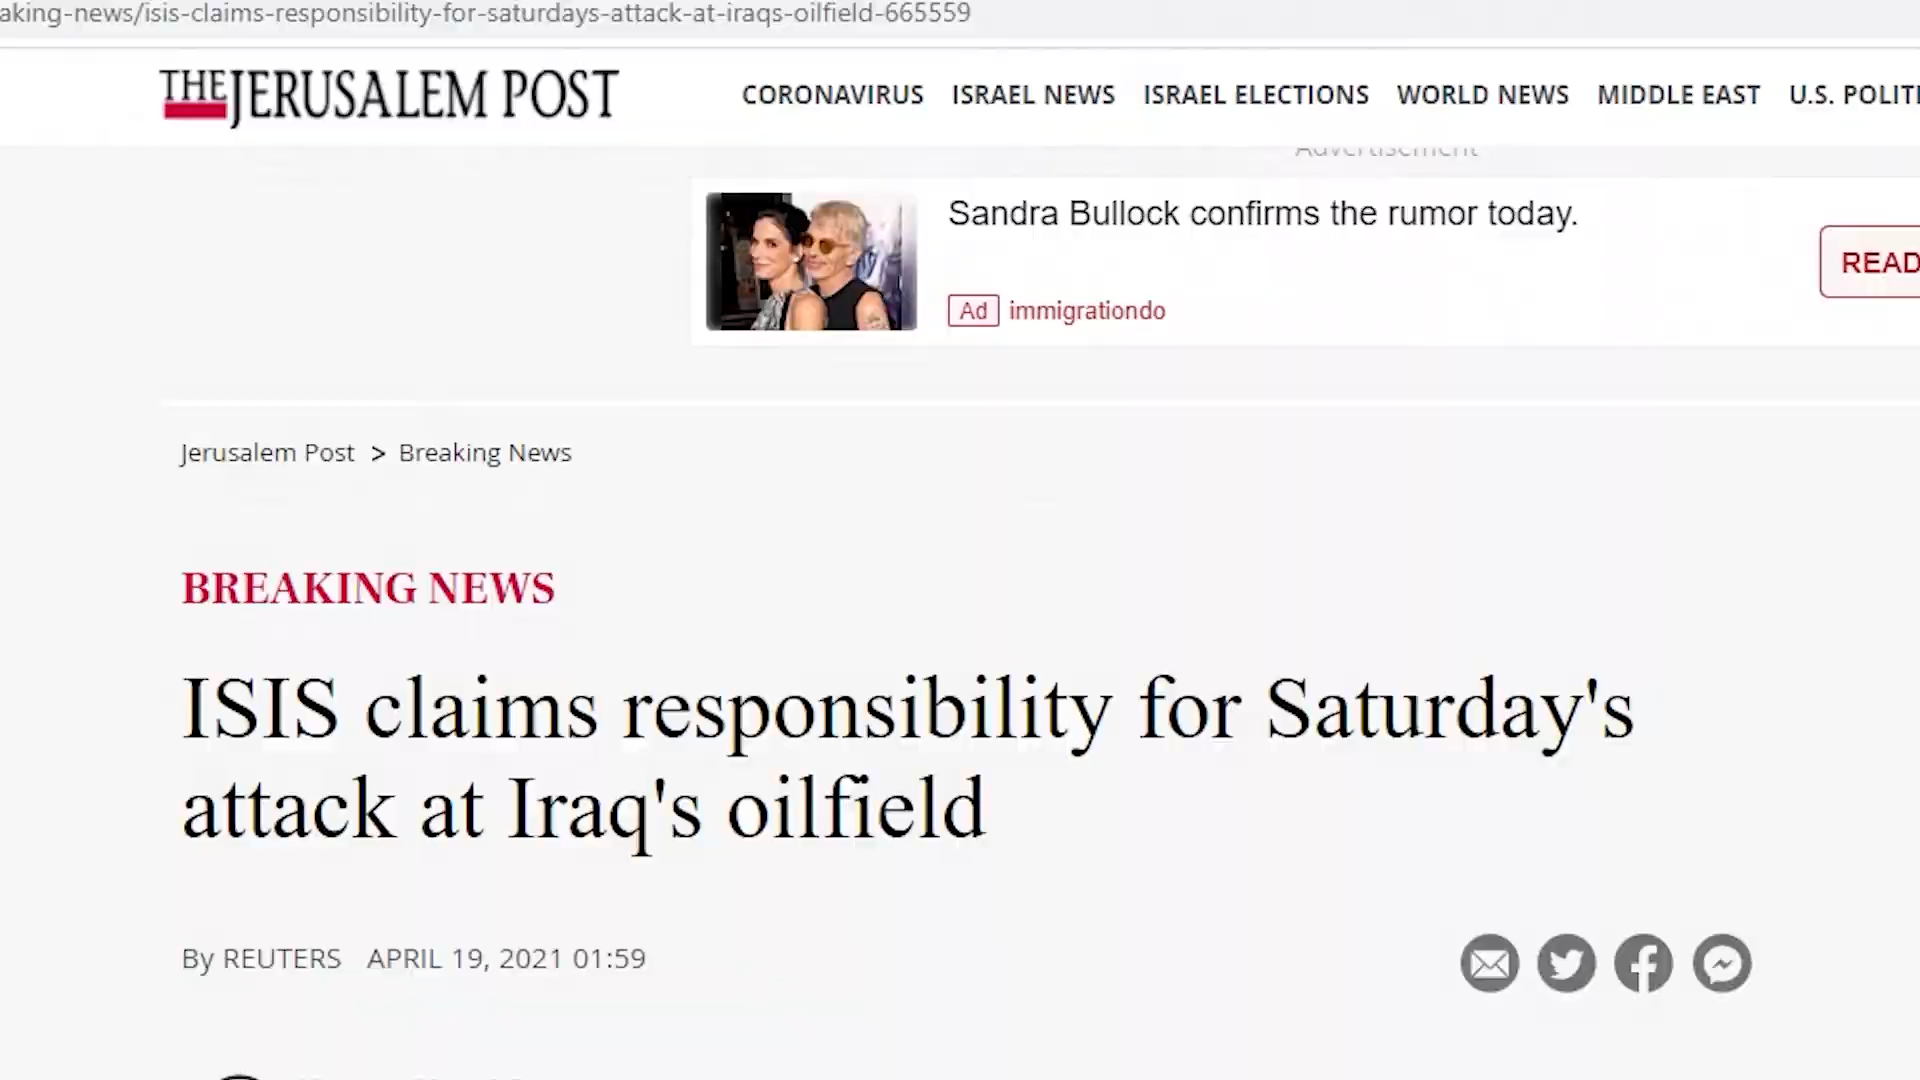 aking-news/isis-claims-responsibility-for-saturdays-attack-at-iraqs-oilfield-665559
THE JERUSALEM POST
CORONAVIRUS ISRAEL NEWS ISRAEL ELECTIONS WORLD NEWS MIDDLE EAST U.S. POLITI
Advertisement
Sandra Bullock confirms the rumor today.
READ
Ad immigrationdo
Jerusalem Post > Breaking News
BREAKING NEWS
ISIS claims responsibility for Saturday's
attack at Iraq's oilfield
By REUTERS APRIL 19, 2021 01:59